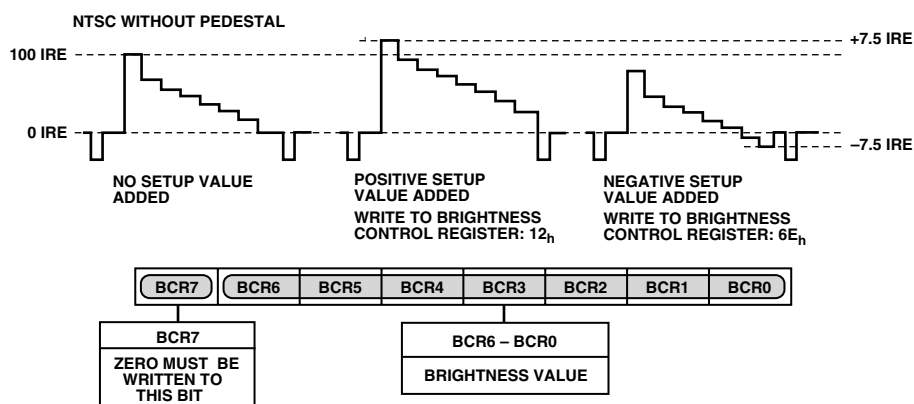 NTSC WITHOUT PEDESTAL
+7.5 IRE
100 IRE
0 IRE
–7.5 IRE
NO SETUP VALUE
ADDED
POSITIVE SETUP
VALUE ADDED
WRITE TO BRIGHTNESS
CONTROL REGISTER: 12h
NEGATIVE SETUP
VALUE ADDED
WRITE TO BRIGHTNESS
CONTROL REGISTER: 6Eh
BCR7 BCR6 BCR5 BCR4 BCR3 BCR2 BCR1 BCR0
BCR7
ZERO MUST BE
WRITTEN TO
THIS BIT
BCR6 – BCR0
BRIGHTNESS VALUE